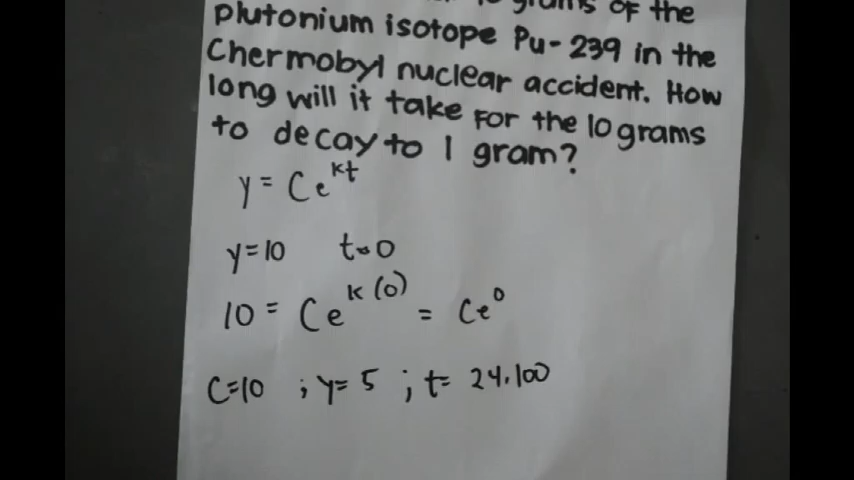 grams of the
plutonium isotope Pu-239 in the
Chermobyl nuclear accident. How
long will it take for the 10 grams
to decay to 1 gram?
y = Ce^kt
y=10 t=0
10 = Ce^k(0) = Ce^0
C=10 ; y= 5 ; t= 24.100